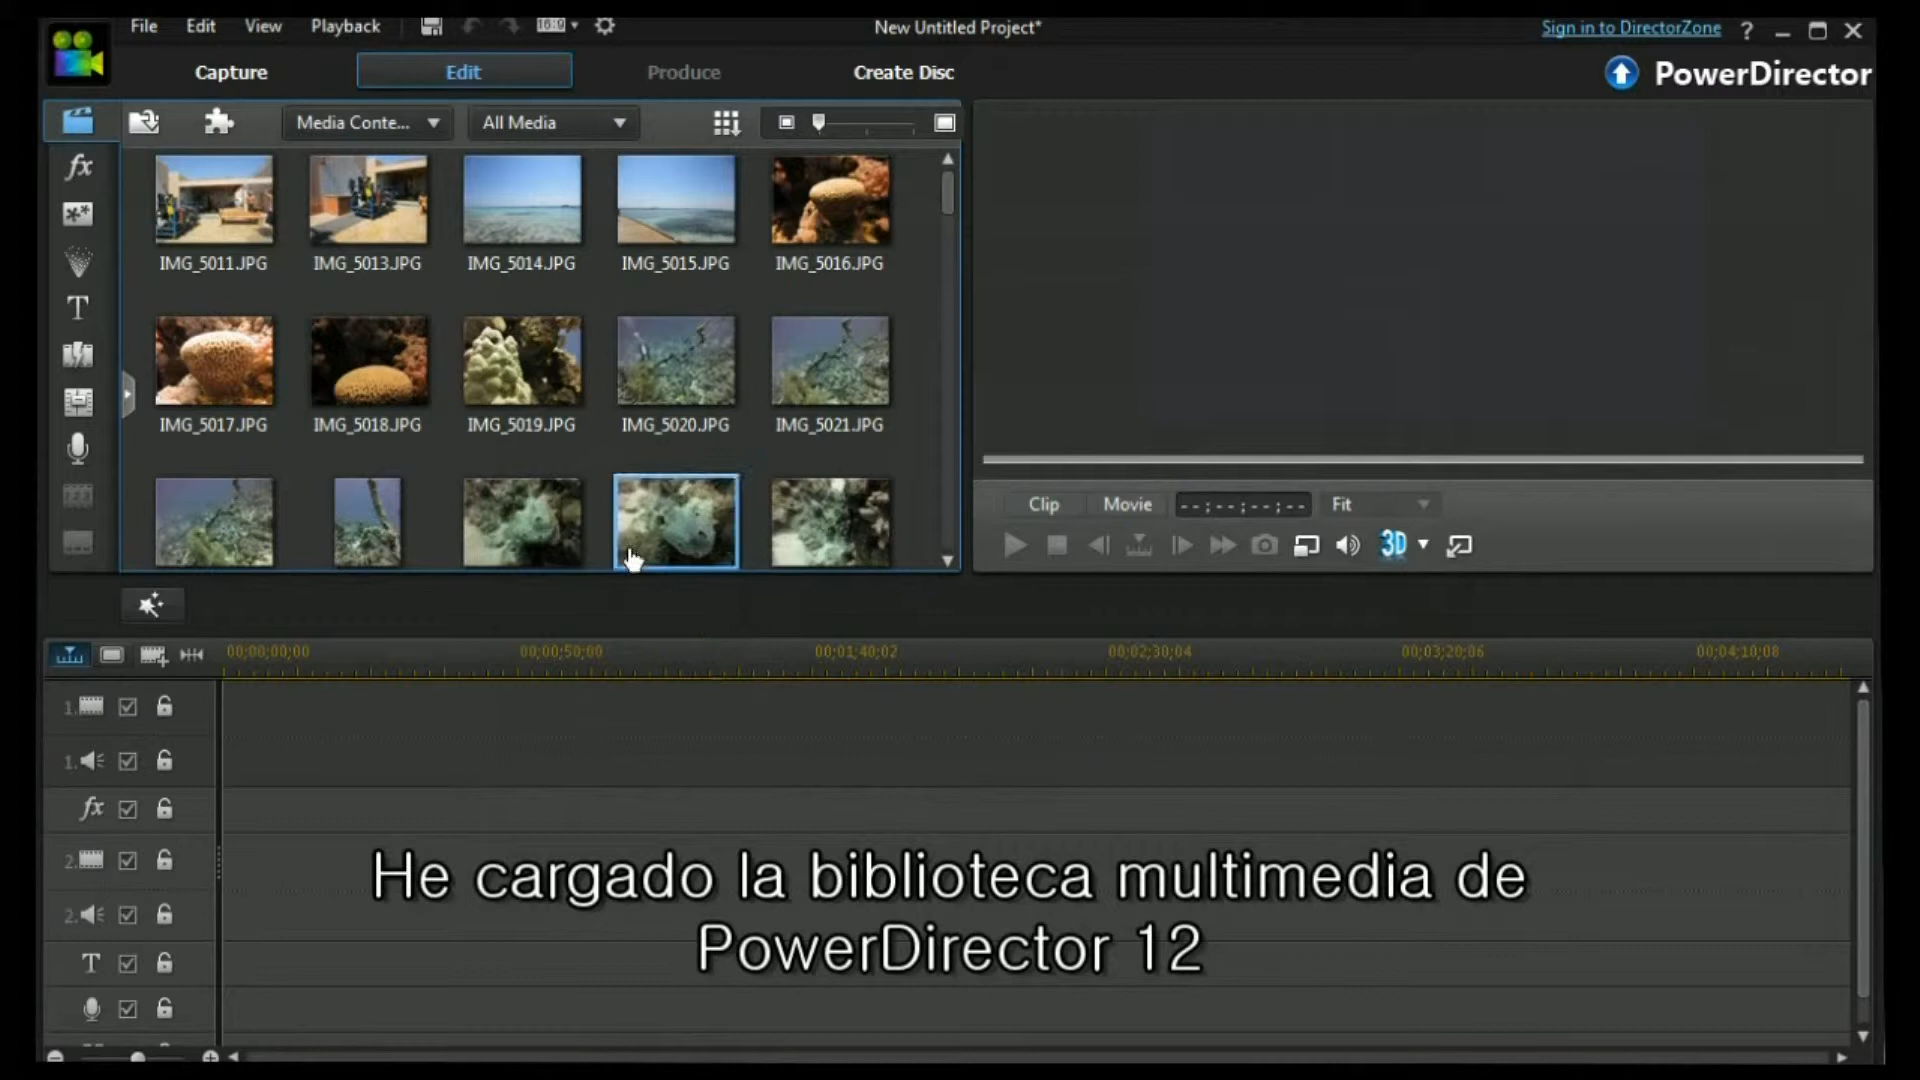 File Edit View Playback 16:9 New Untitled Project* Sign in to DirectorZone ?
Capture Edit Produce Create Disc PowerDirector
Media Conte... All Media
IMG_5011.JPG IMG_5013.JPG IMG_5014.JPG IMG_5015.JPG IMG_5016.JPG
IMG_5017.JPG IMG_5018.JPG IMG_5019.JPG IMG_5020.JPG IMG_5021.JPG
fx
T
Clip Movie --;--;--;-- Fit
3D
00;00;00;00 00;00;50;00 00;01;40;02 00;02;30;04 00;03;20;06 00;04;10;08
1.
1.
fx
2.
2.
T
He cargado la biblioteca multimedia de
PowerDirector 12